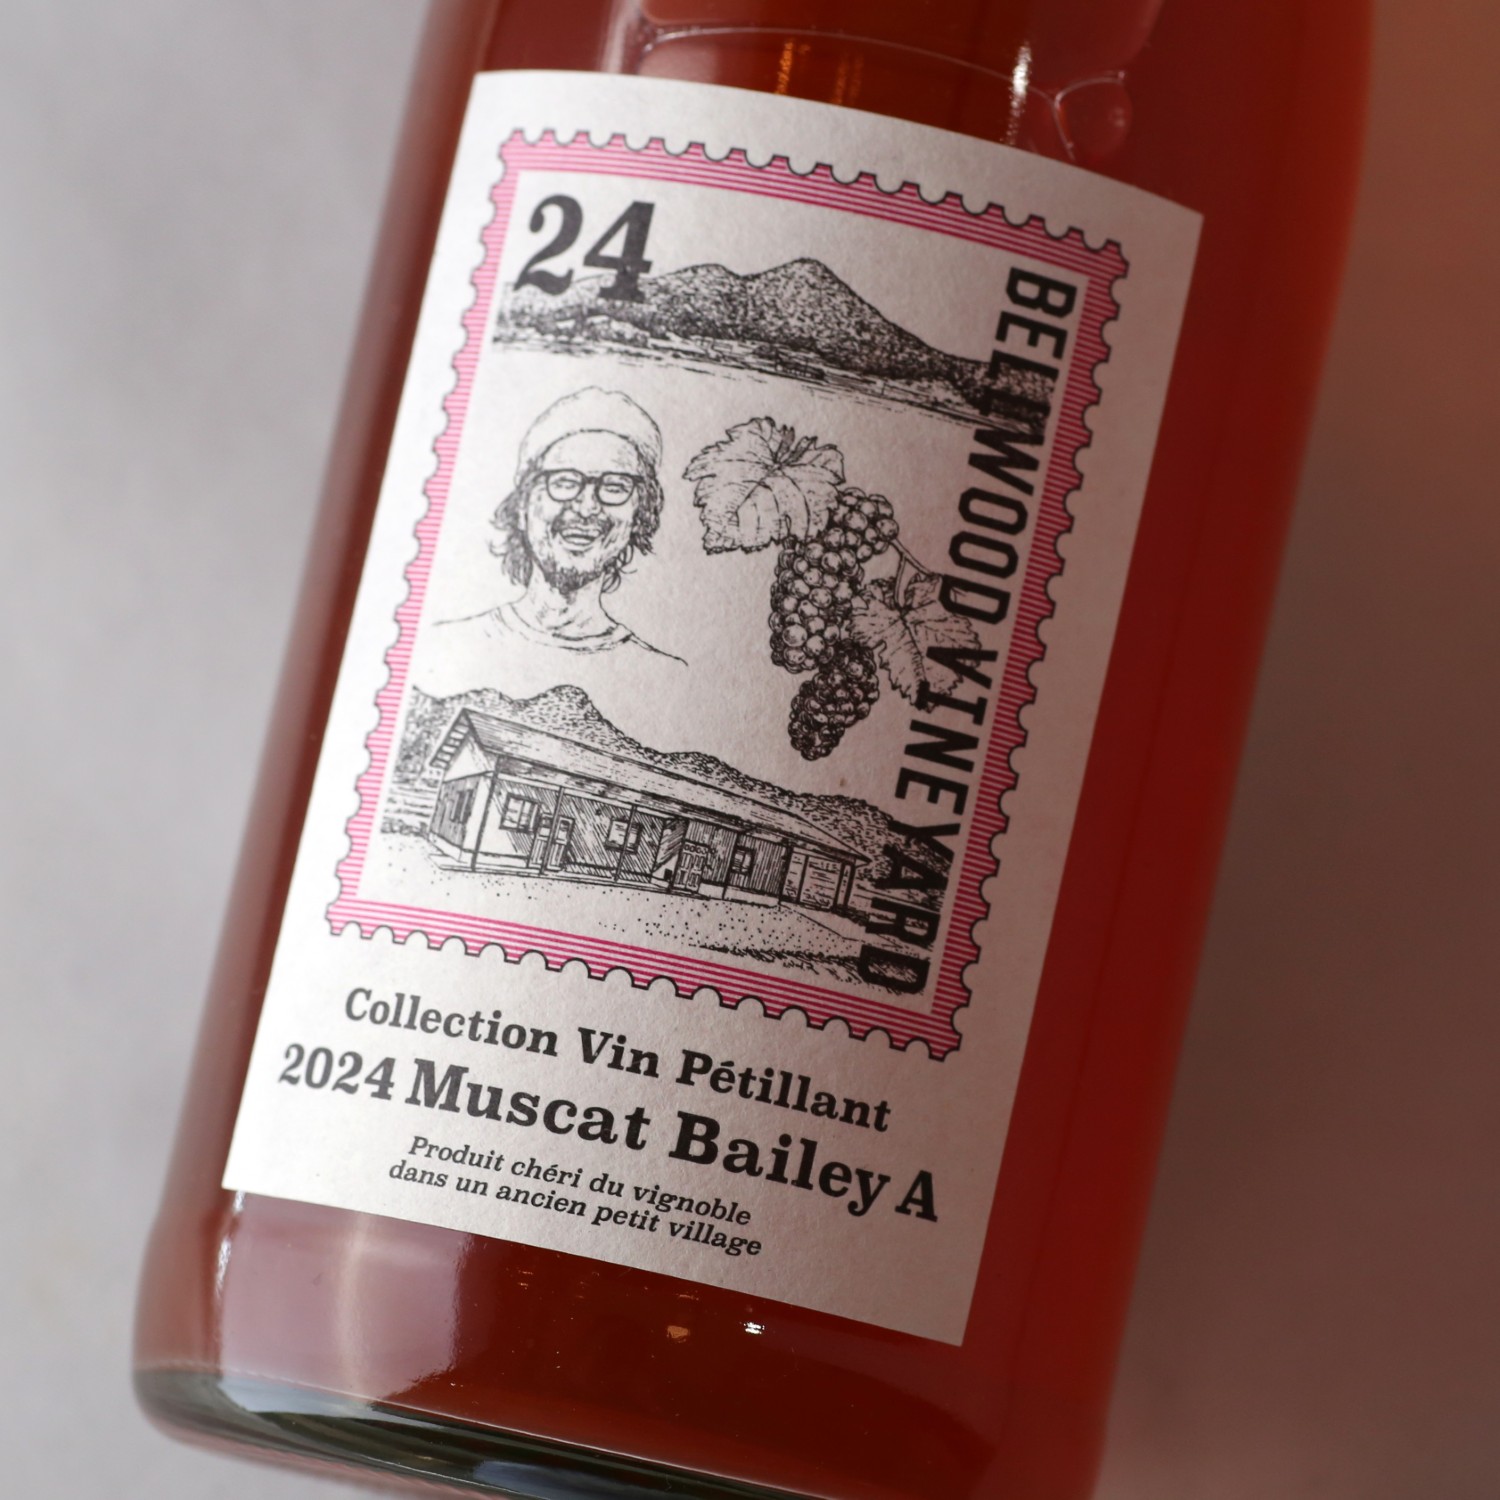 24
BELLWOOD VINEYARD
Collection Vin Pétillant
2024 Muscat Bailey A
Produit chéri du vignoble
dans un ancien petit village